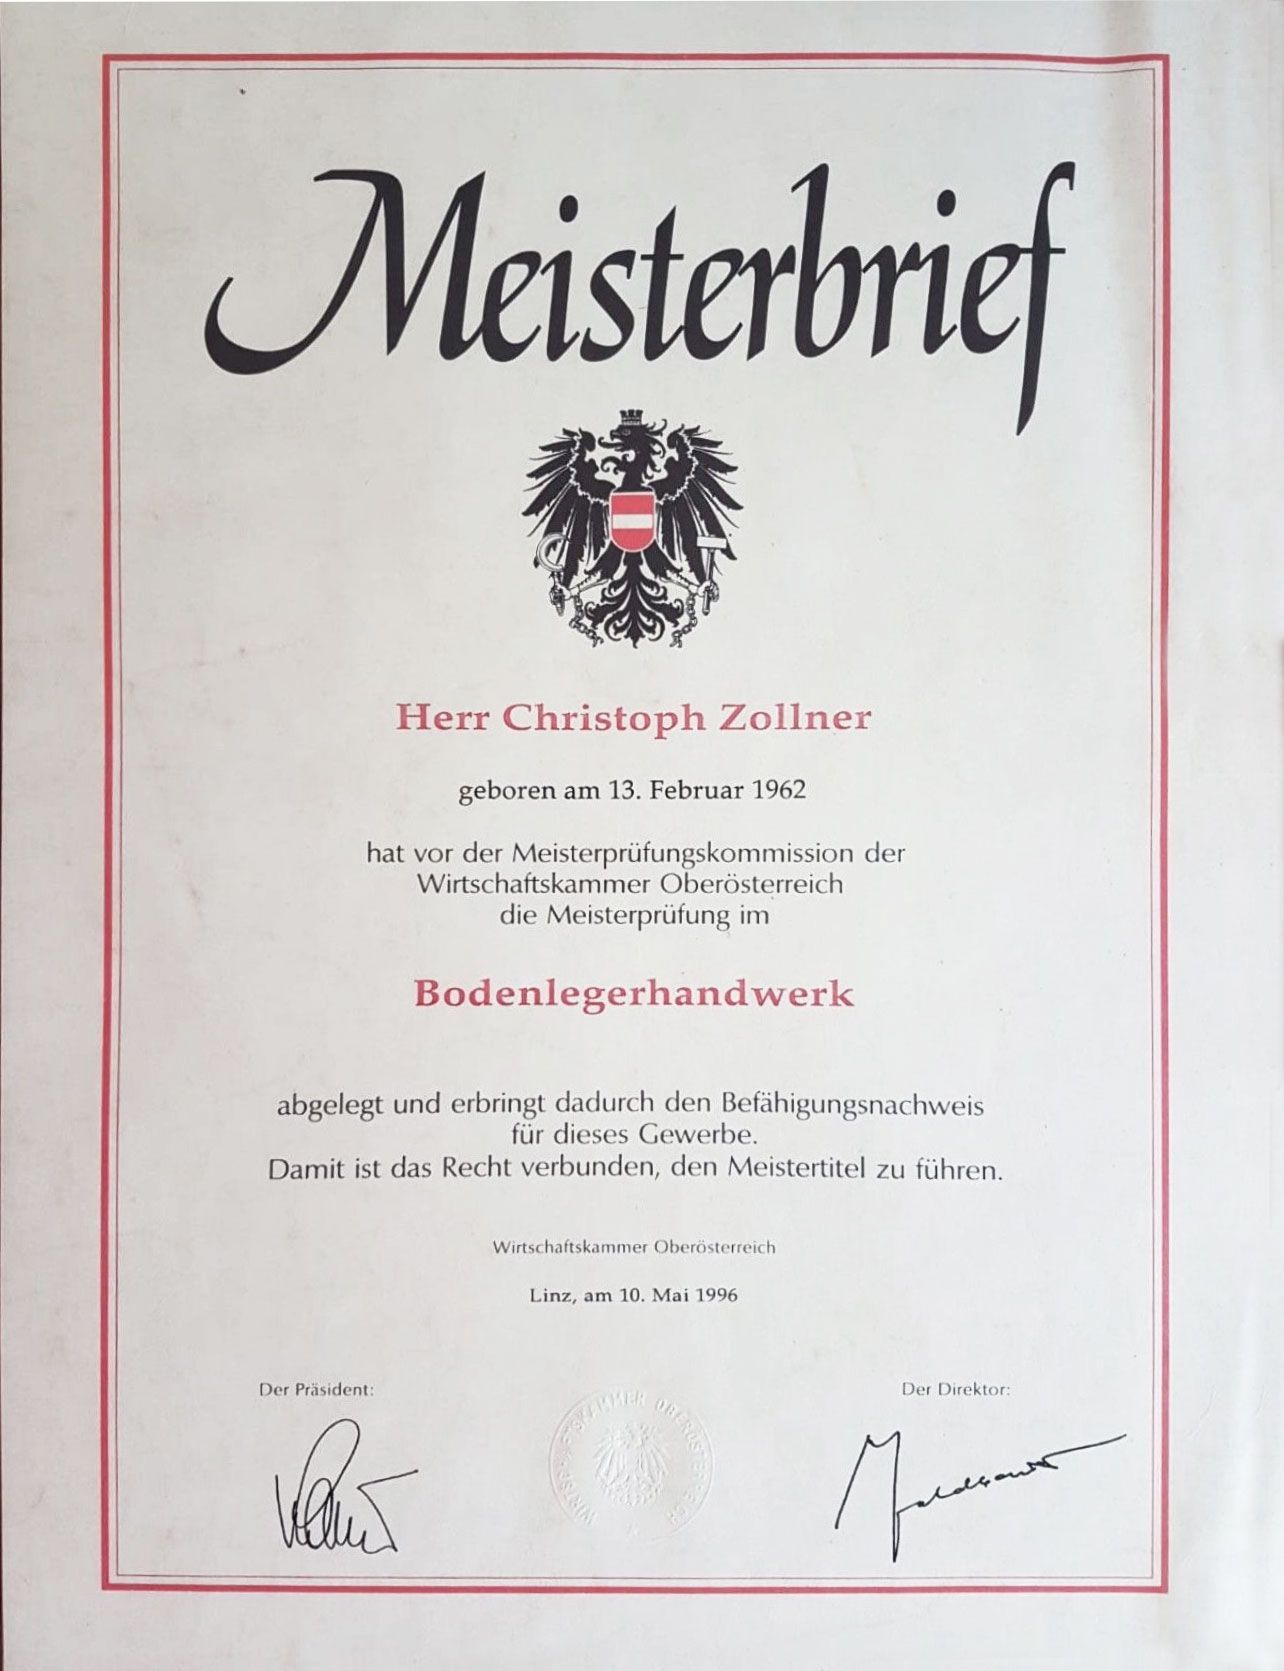 Meisterbrief
Herr Christoph Zollner
geboren am 13. Februar 1962
hat vor der Meisterprüfungskommission der
Wirtschaftskammer Oberösterreich
die Meisterprüfung im
Bodenlegerhandwerk
abgelegt und erbringt dadurch den Befähigungsnachweis
für dieses Gewerbe.
Damit ist das Recht verbunden, den Meistertitel zu führen.
Wirtschaftskammer Oberösterreich
Linz, am 10. Mai 1996
Der Präsident:
Der Direktor:
WIRTSCHAFTSKAMMER OBERÖSTERREICH